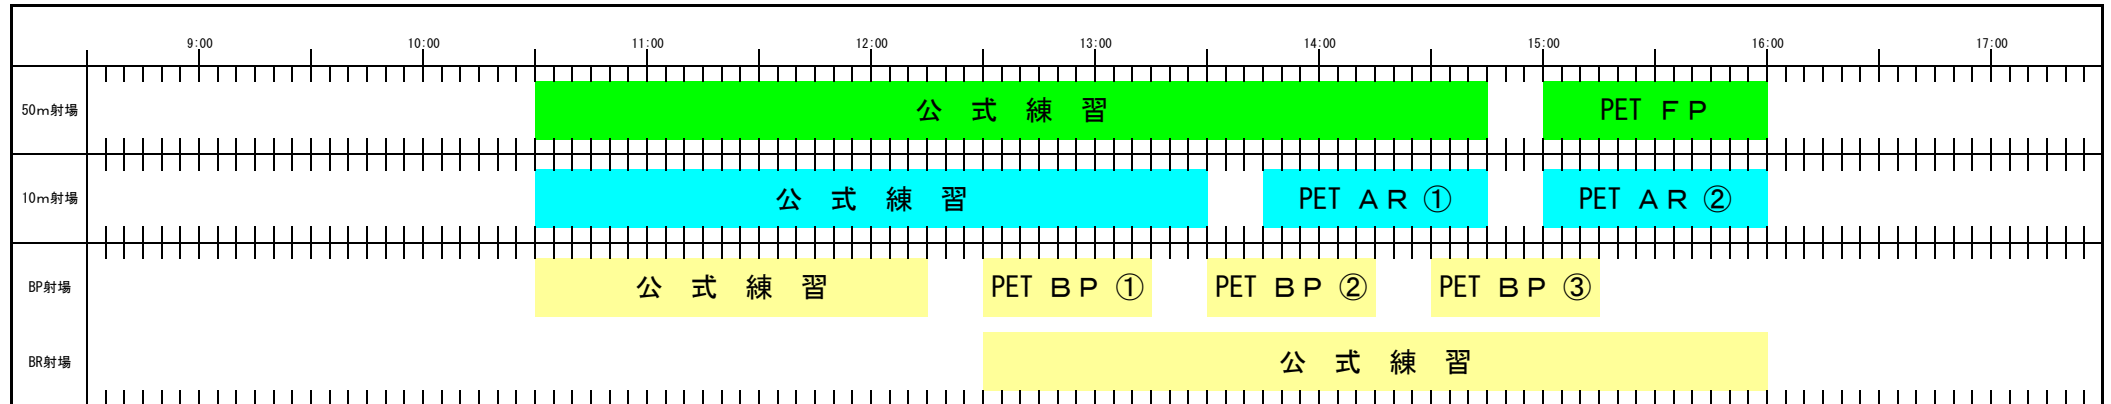 9:00 10:00 11:00 12:00 13:00 14:00 15:00 16:00 17:00
50m射場 公 式 練 習 PET FP
10m射場 公 式 練 習 PET AR ① PET AR ②
BP射場 公 式 練 習 PET BP ① PET BP ② PET BP ③
BR射場 公 式 練 習